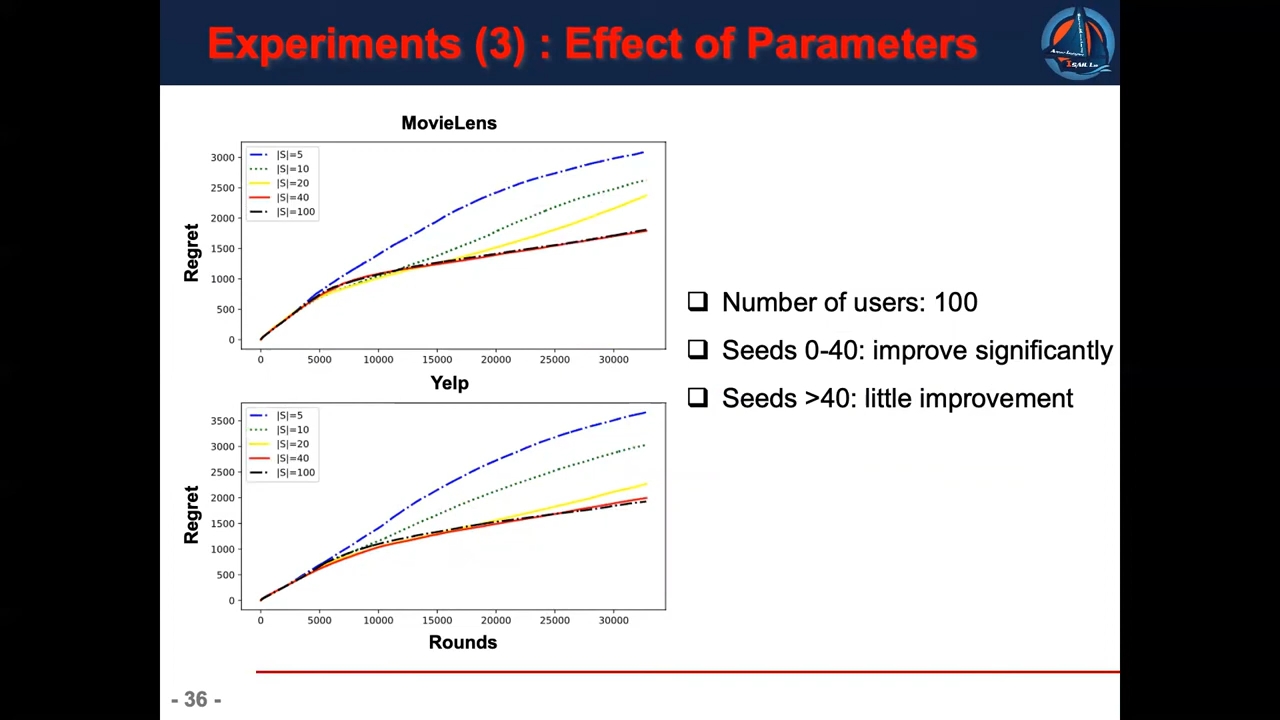 Experiments (3) : Effect of Parameters
iSAIL Lab
MovieLens
|S|=5
|S|=10
|S|=20
|S|=40
|S|=100
3000
2500
2000
1500
1000
500
0
Regret
0 5000 10000 15000 20000 25000 30000
Yelp
|S|=5
|S|=10
|S|=20
|S|=40
|S|=100
3500
3000
2500
2000
1500
1000
500
0
Regret
0 5000 10000 15000 20000 25000 30000
Rounds
❑ Number of users: 100
❑ Seeds 0-40: improve significantly
❑ Seeds >40: little improvement
- 36 -